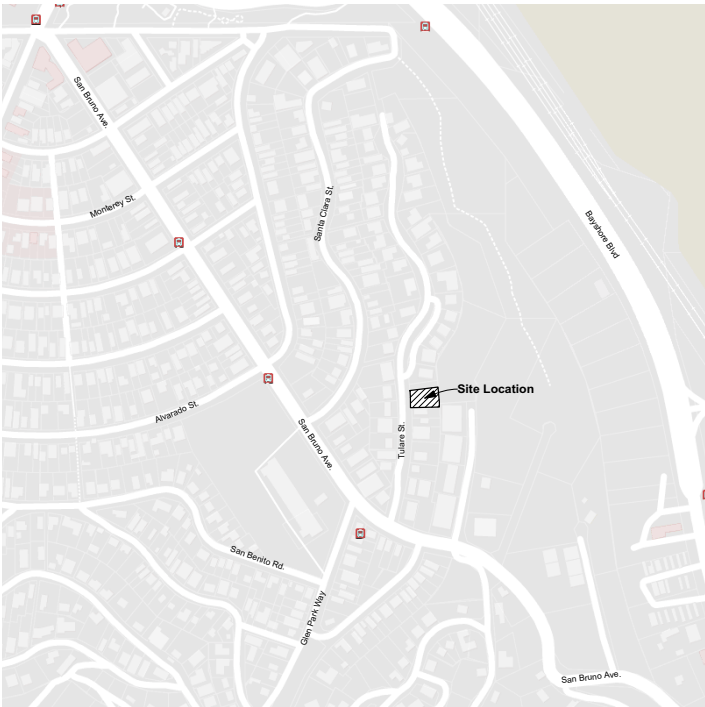 San Bruno Ave.
Monterey St.
Santa Clara St.
Bayshore Blvd
Site Location
Alvarado St.
San Bruno Ave.
Tulare St.
San Benito Rd.
Glen Park Way
San Bruno Ave.